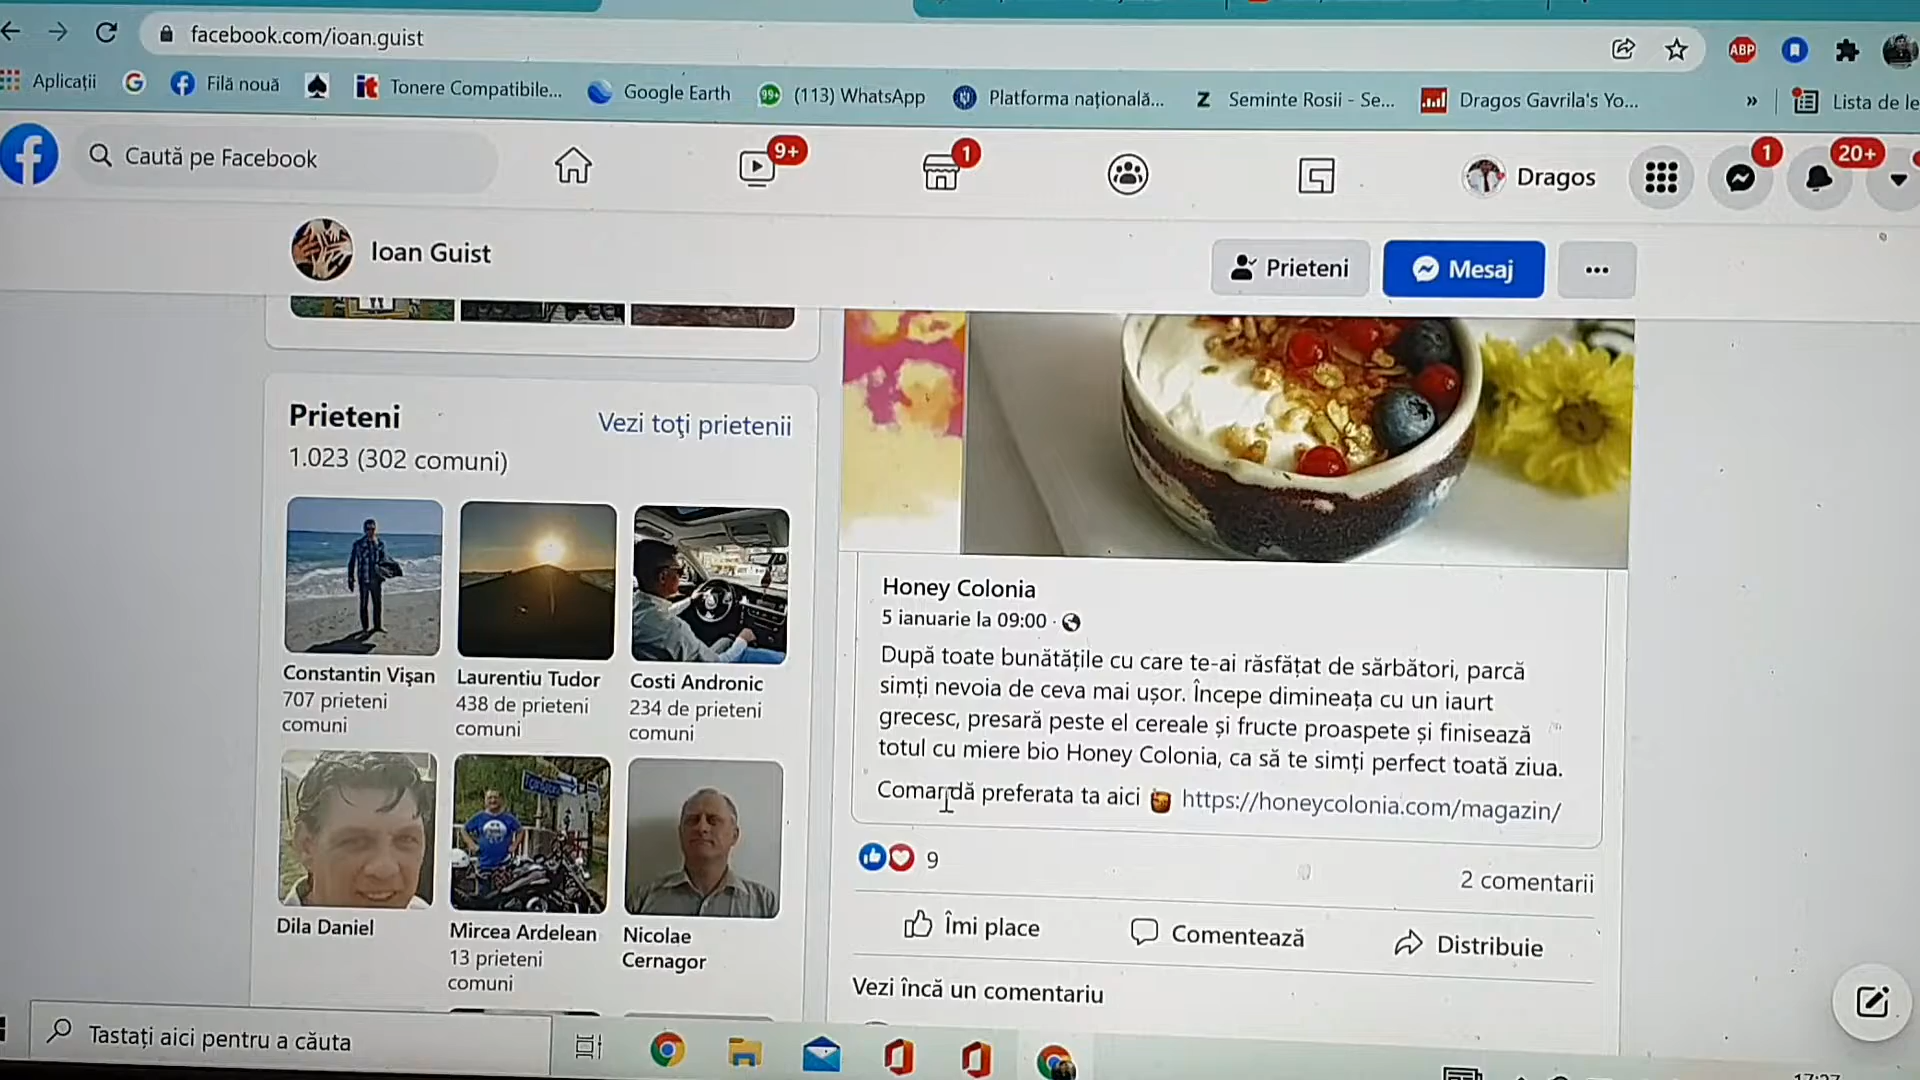 facebook.com/ioan.guist
ABP
Aplicații
Filă nouă
Tonere Compatibile...
Google Earth
99+
(113) WhatsApp
Platforma națională...
Z Seminte Rosii - Se...
Dragos Gavrila's Yo...
»
Lista de le
Caută pe Facebook
9+
1
Dragos
1
20+
Ioan Guist
Prieteni
Mesaj
Prieteni
Vezi toți prietenii
1.023 (302 comuni)
Constantin Vișan
707 prieteni
comuni
Laurentiu Tudor
438 de prieteni
comuni
Costi Andronic
234 de prieteni
comuni
Dila Daniel
Mircea Ardelean
13 prieteni
comuni
Nicolae
Cernagor
Honey Colonia
5 ianuarie la 09:00 ·
După toate bunătățile cu care te-ai răsfățat de sărbători, parcă
simți nevoia de ceva mai ușor. Începe dimineața cu un iaurt
grecesc, presară peste el cereale și fructe proaspete și finisează
totul cu miere bio Honey Colonia, ca să te simți perfect toată ziua.
Comandă preferata ta aici 🍯 https://honeycolonia.com/magazin/
9
2 comentarii
Îmi place
Comentează
Distribuie
Vezi încă un comentariu
Tastați aici pentru a căuta